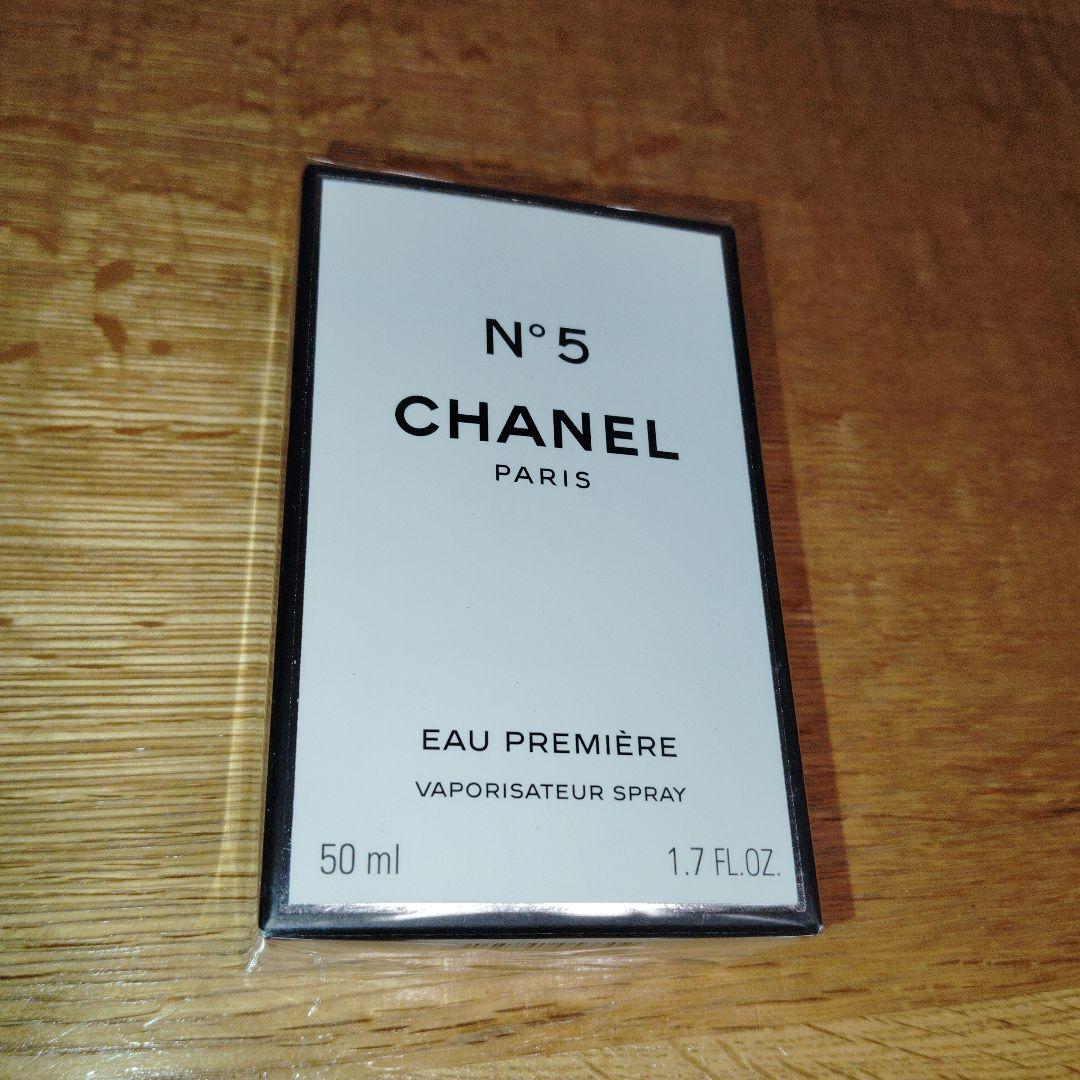 N°5
CHANEL
PARIS
EAU PREMIÈRE
VAPORISATEUR SPRAY
50 ml 1.7 FL.OZ.